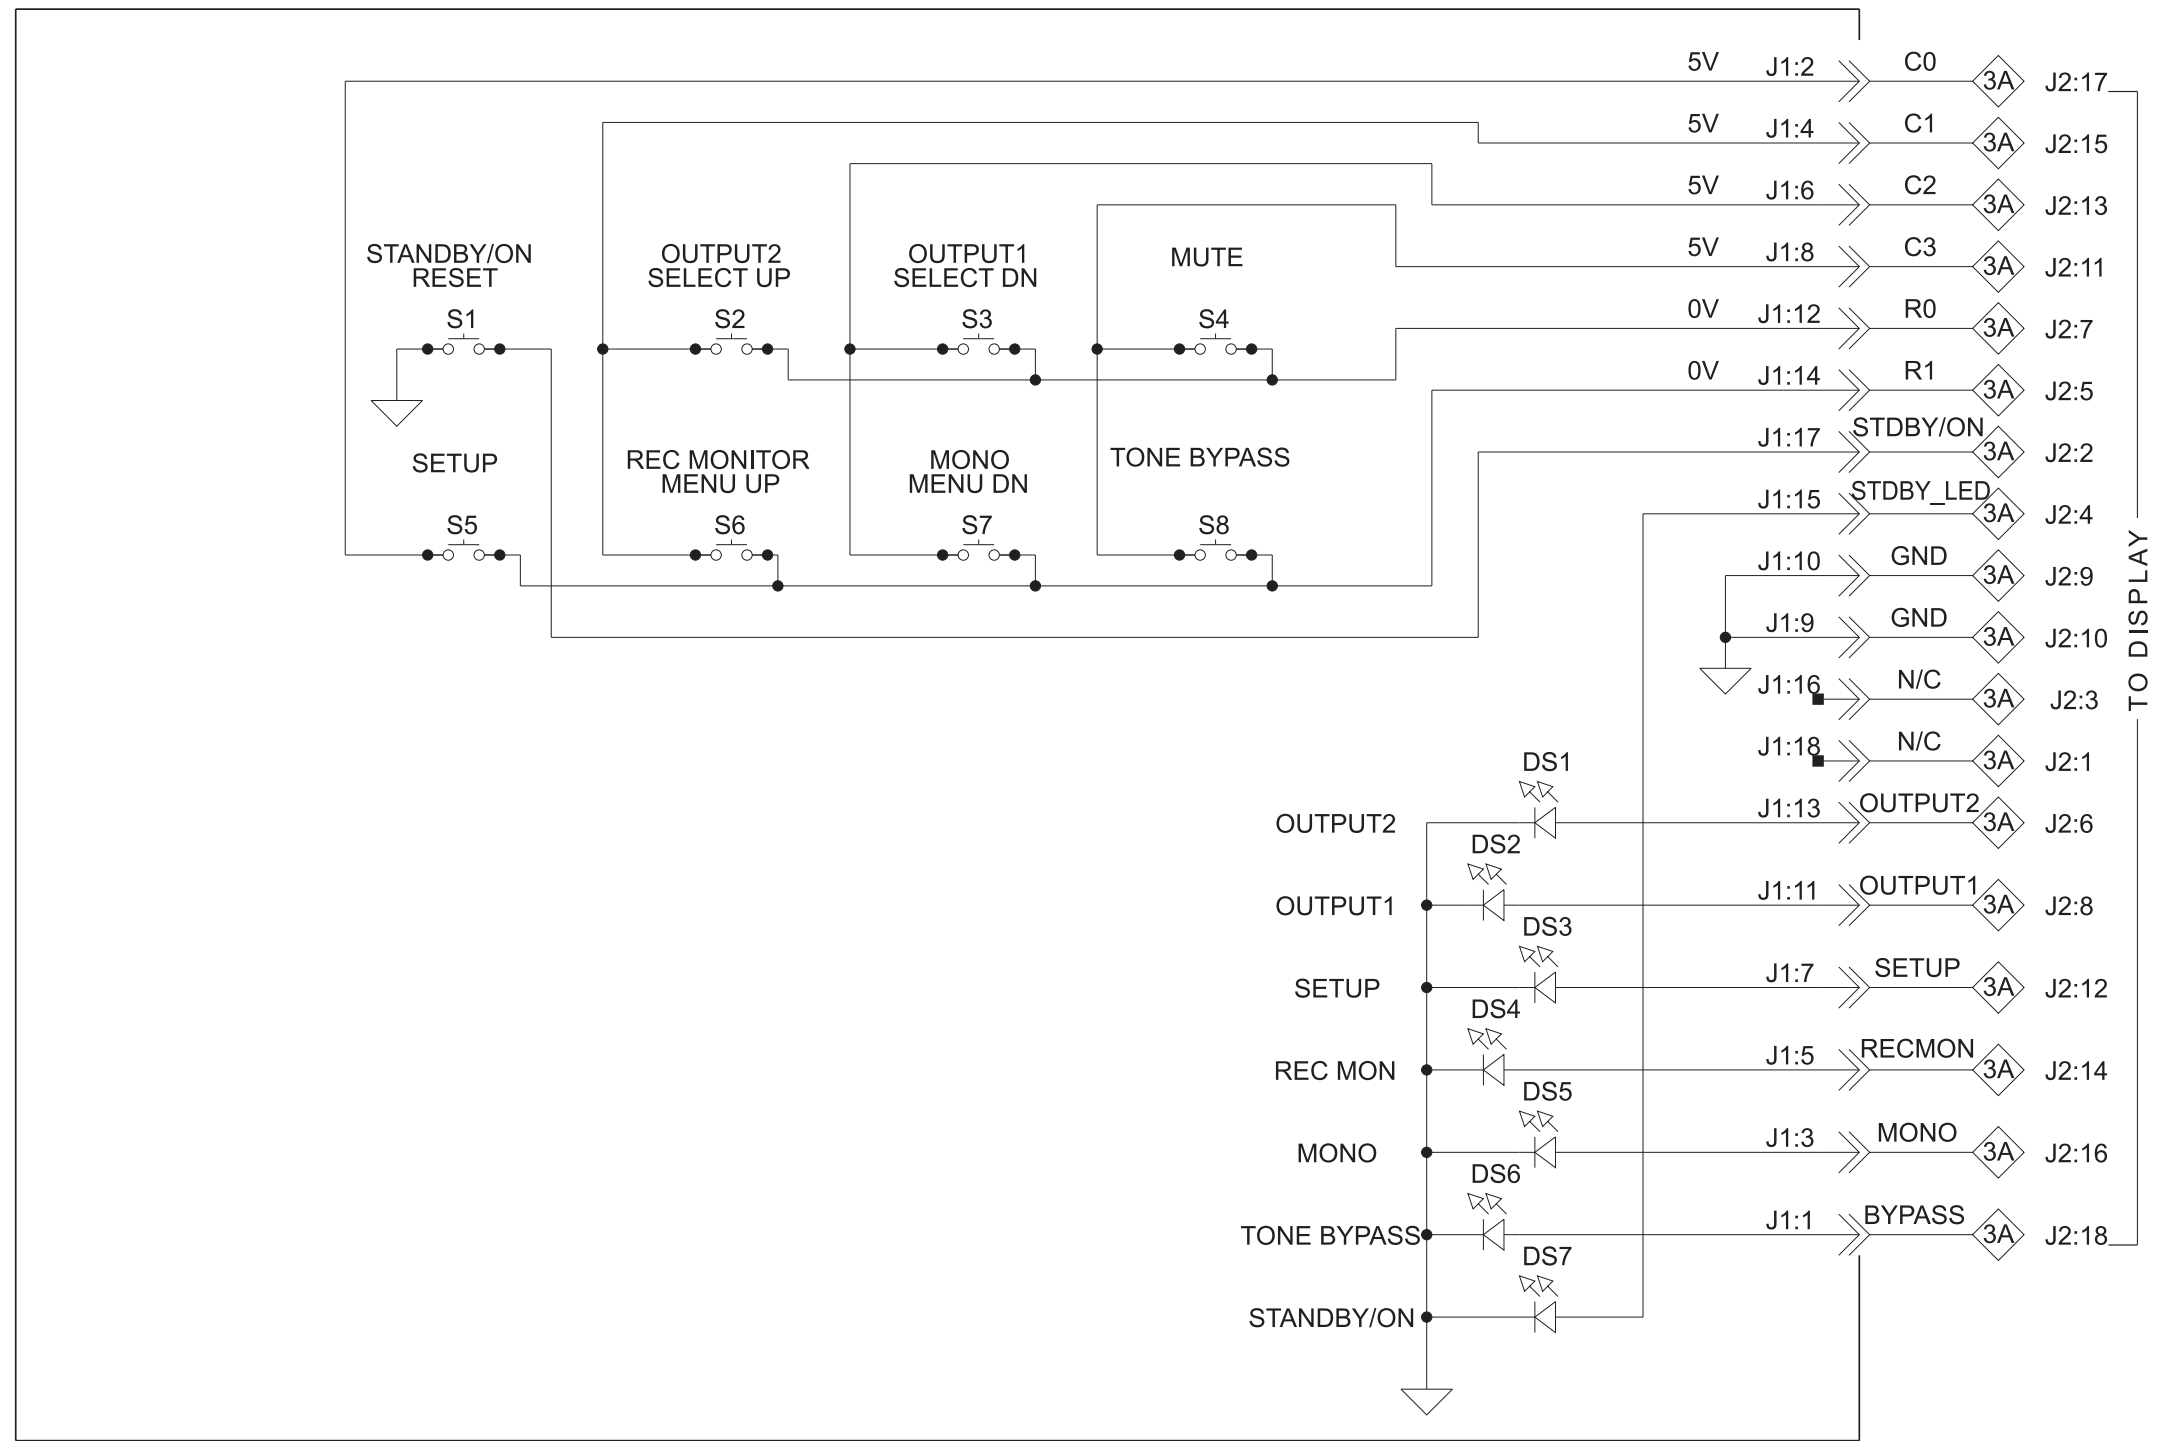 5V J1:2 C0 3A J2:17
5V J1:4 C1 3A J2:15
5V J1:6 C2 3A J2:13
5V J1:8 C3 3A J2:11
0V J1:12 R0 3A J2:7
0V J1:14 R1 3A J2:5
J1:17 STDBY/ON 3A J2:2
J1:15 STDBY_LED 3A J2:4
J1:10 GND 3A J2:9
J1:9 GND 3A J2:10
J1:16 N/C 3A J2:3
J1:18 N/C 3A J2:1
J1:13 OUTPUT2 3A J2:6
J1:11 OUTPUT1 3A J2:8
J1:7 SETUP 3A J2:12
J1:5 RECMON 3A J2:14
J1:3 MONO 3A J2:16
J1:1 BYPASS 3A J2:18
TO DISPLAY
STANDBY/ON
RESET
S1
OUTPUT2
SELECT UP
S2
OUTPUT1
SELECT DN
S3
MUTE
S4
SETUP
S5
REC MONITOR
MENU UP
S6
MONO
MENU DN
S7
TONE BYPASS
S8
DS1
OUTPUT2
DS2
OUTPUT1
DS3
SETUP
DS4
REC MON
DS5
MONO
DS6
TONE BYPASS
DS7
STANDBY/ON